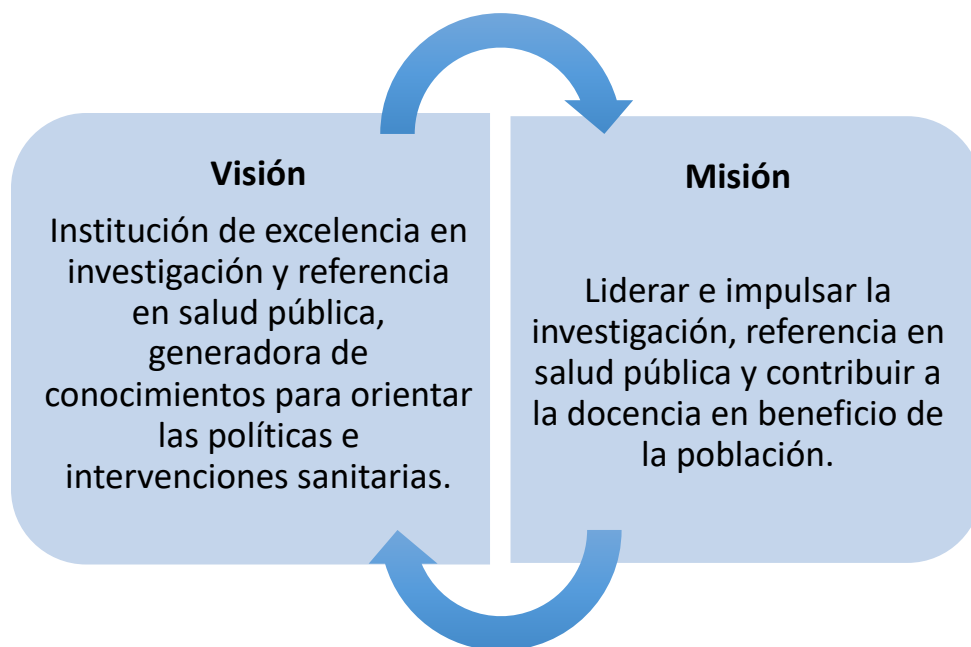 Visión
Institución de excelencia en
investigación y referencia
en salud pública,
generadora de
conocimientos para orientar
las políticas e
intervenciones sanitarias.
Misión
Liderar e impulsar la
investigación, referencia en
salud pública y contribuir a
la docencia en beneficio de
la población.